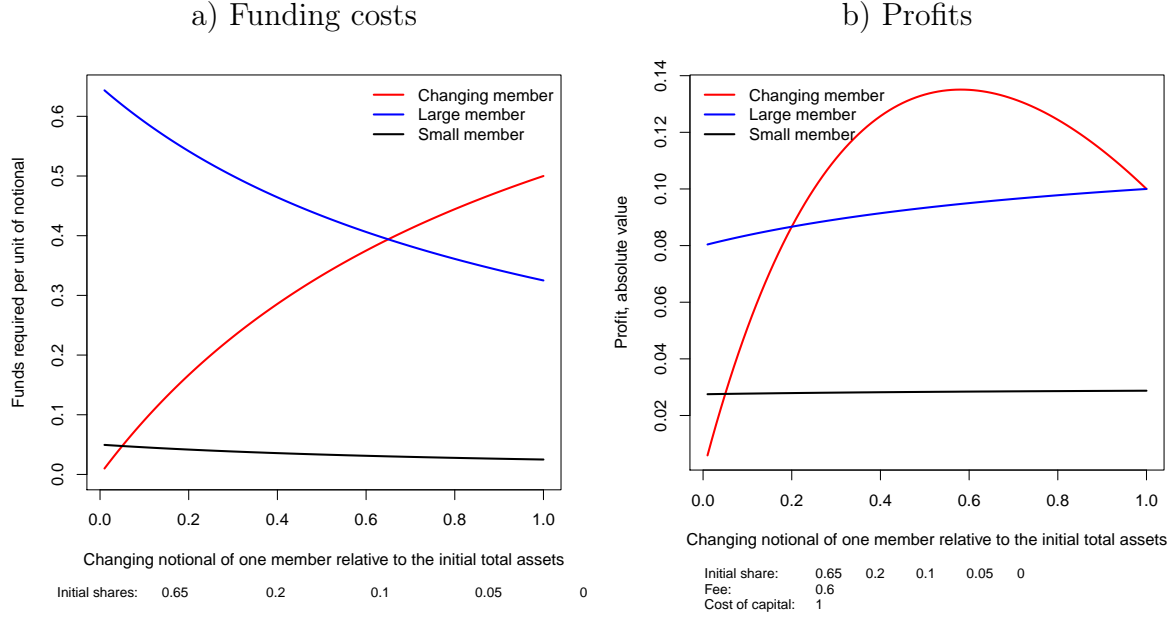 a) Funding costs
Funds required per unit of notional
0.0 0.1 0.2 0.3 0.4 0.5 0.6
Changing member
Large member
Small member
0.0 0.2 0.4 0.6 0.8 1.0
Changing notional of one member relative to the initial total assets
Initial shares: 0.65 0.2 0.1 0.05 0
b) Profits
Profit, absolute value
0.02 0.04 0.06 0.08 0.10 0.12 0.14
Changing member
Large member
Small member
0.0 0.2 0.4 0.6 0.8 1.0
Changing notional of one member relative to the initial total assets
Initial share: 0.65 0.2 0.1 0.05 0
Fee: 0.6
Cost of capital: 1